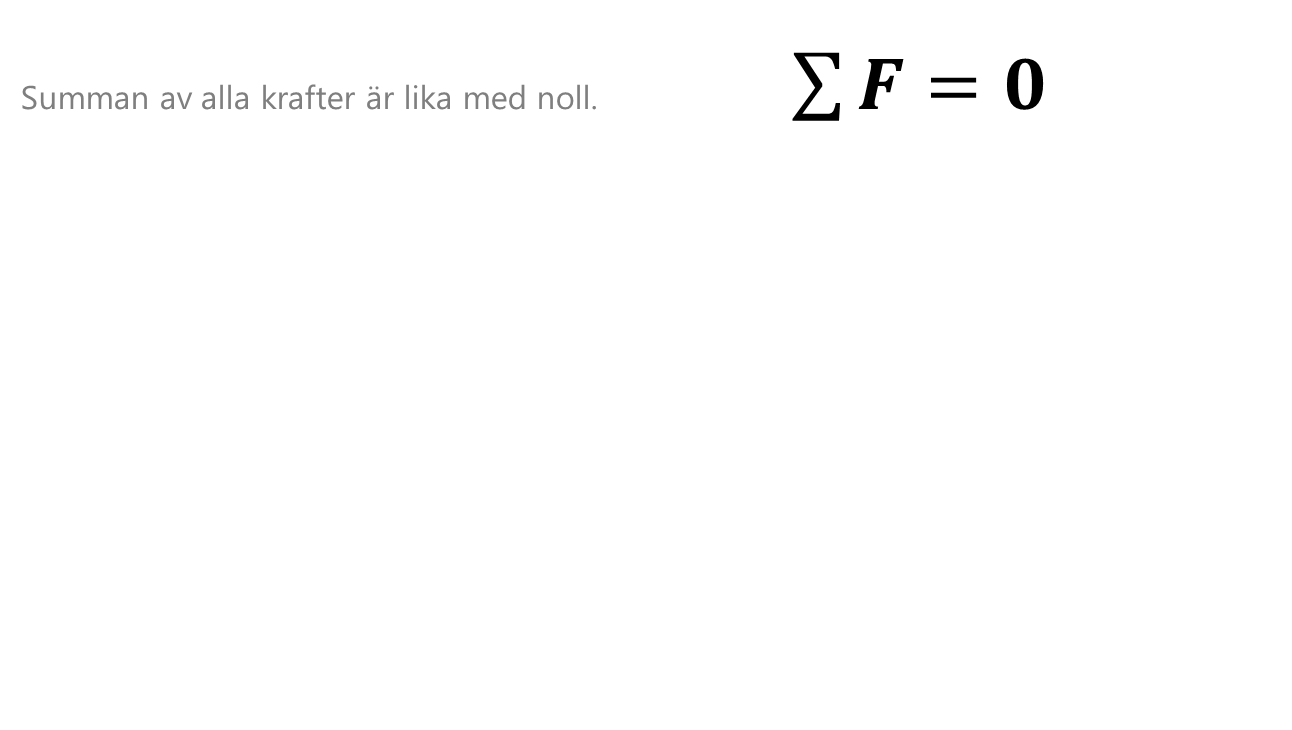 Summan av alla krafter är lika med noll.
∑ F = 0